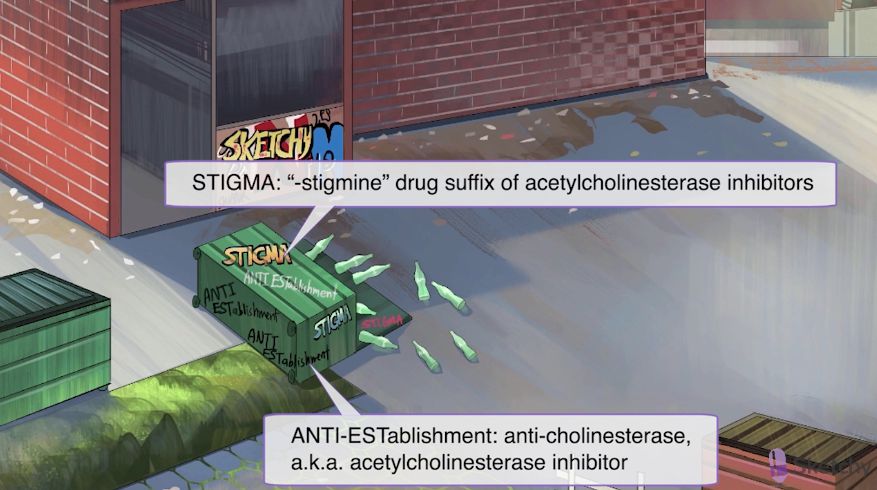 SKETCHY
STIGMA: “-stigmine” drug suffix of acetylcholinesterase inhibitors
STIGMA
ANTI ESTablishment
ANTI
ESTablishment
STIGMA
STIGMA
ANTI
ESTablishment
ANTI-ESTablishment: anti-cholinesterase,
a.k.a. acetylcholinesterase inhibitor
Sketchy